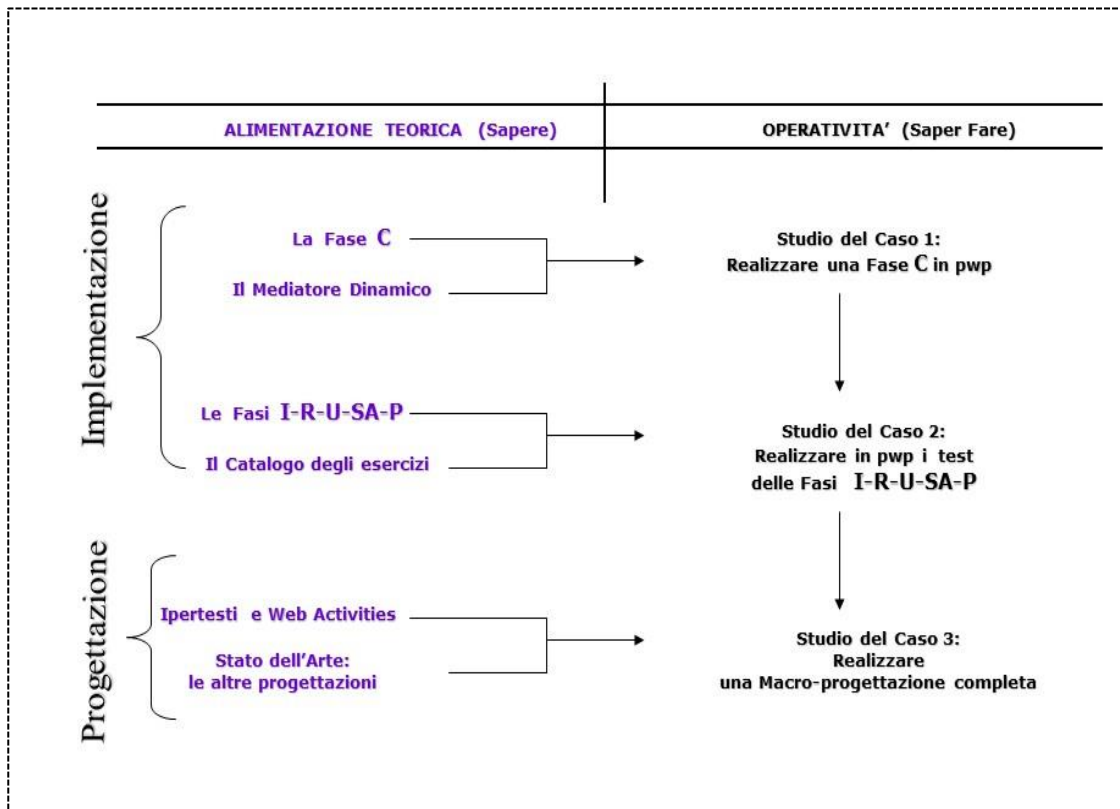 ALIMENTAZIONE TEORICA (Sapere)
OPERATIVITA’ (Saper Fare)
Implementazione
La Fase C
Il Mediatore Dinamico
Studio del Caso 1:
Realizzare una Fase C in pwp
Le Fasi I-R-U-SA-P
Il Catalogo degli esercizi
Studio del Caso 2:
Realizzare in pwp i test
delle Fasi I-R-U-SA-P
Progettazione
Ipertesti e Web Activities
Stato dell’Arte:
le altre progettazioni
Studio del Caso 3:
Realizzare
una Macro-progettazione completa